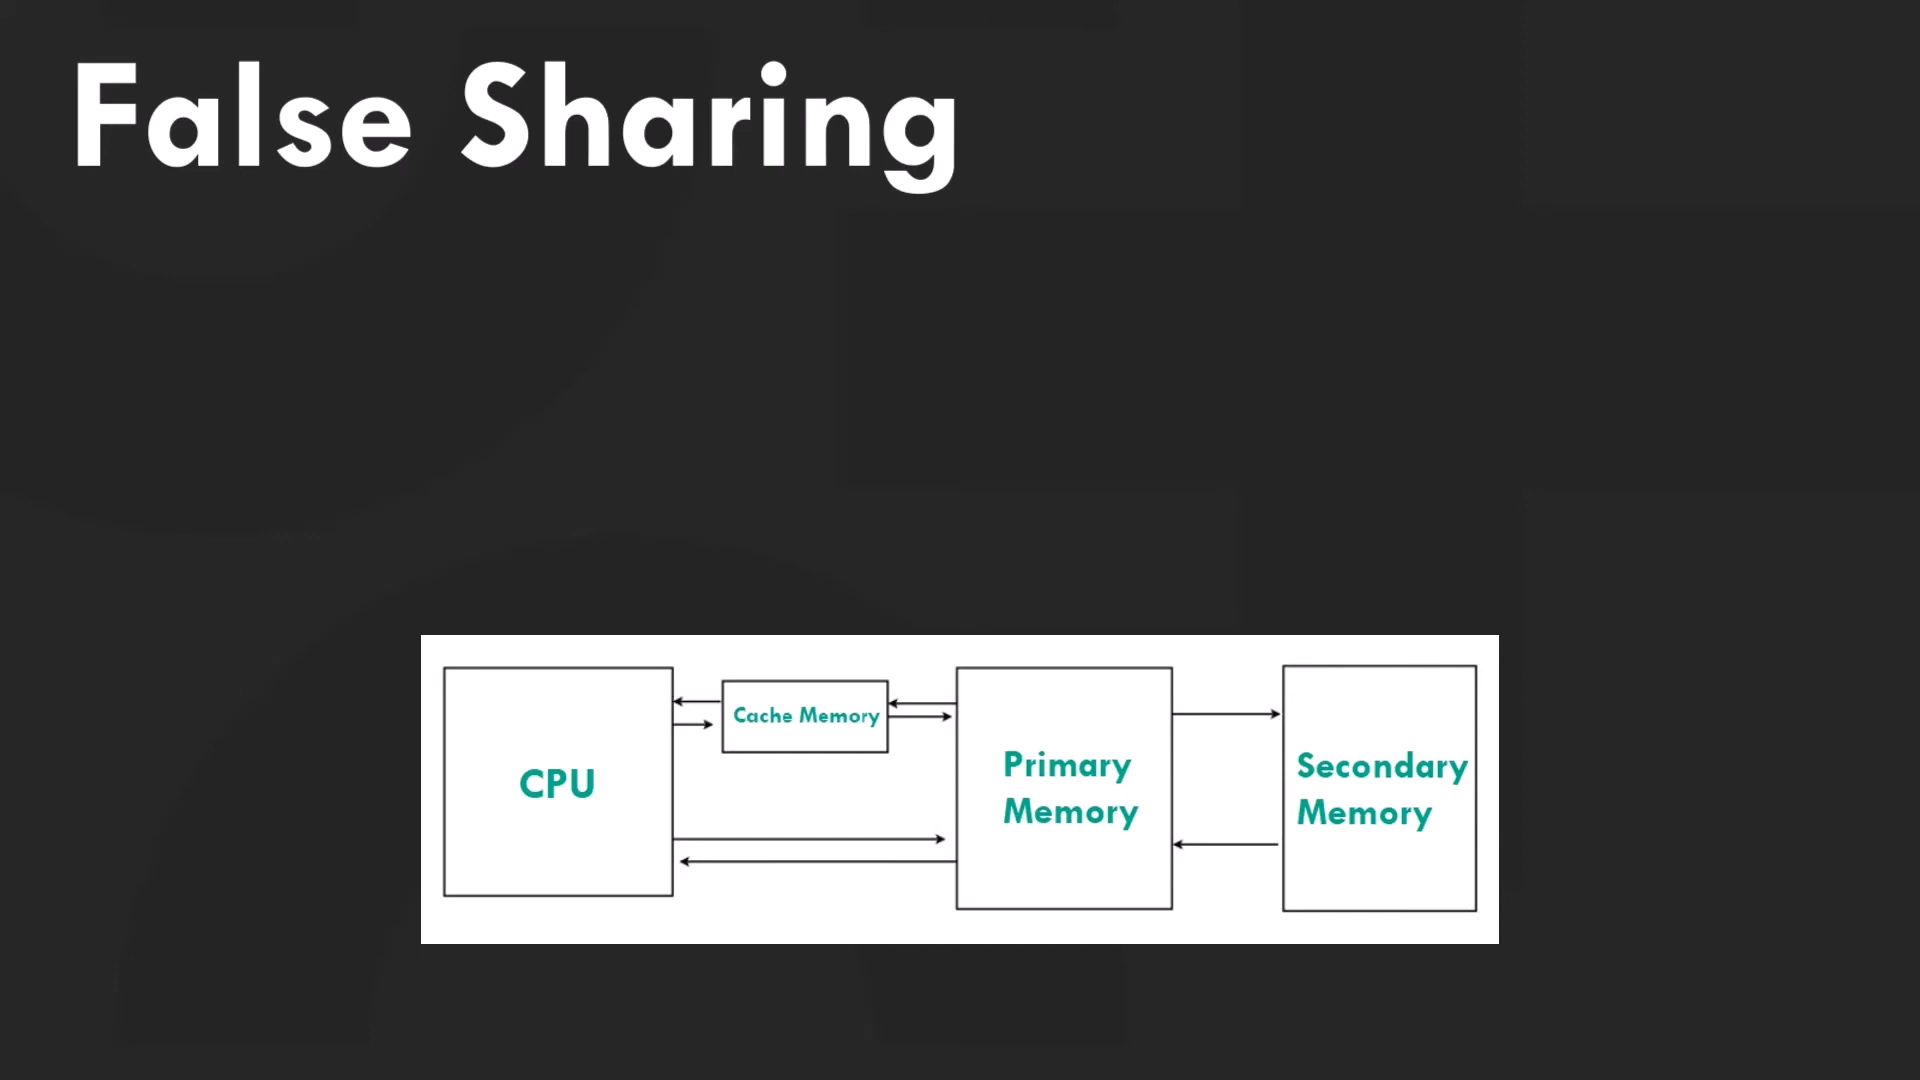 False Sharing
CPU
Cache Memory
Primary
Memory
Secondary
Memory